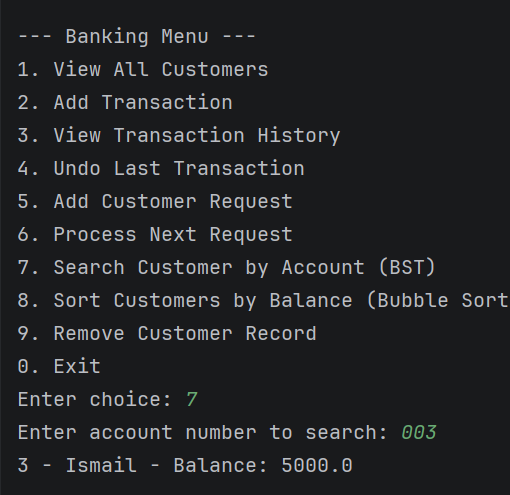 --- Banking Menu ---
1. View All Customers
2. Add Transaction
3. View Transaction History
4. Undo Last Transaction
5. Add Customer Request
6. Process Next Request
7. Search Customer by Account (BST)
8. Sort Customers by Balance (Bubble Sort
9. Remove Customer Record
0. Exit
Enter choice: 7
Enter account number to search: 003
3 - Ismail - Balance: 5000.0